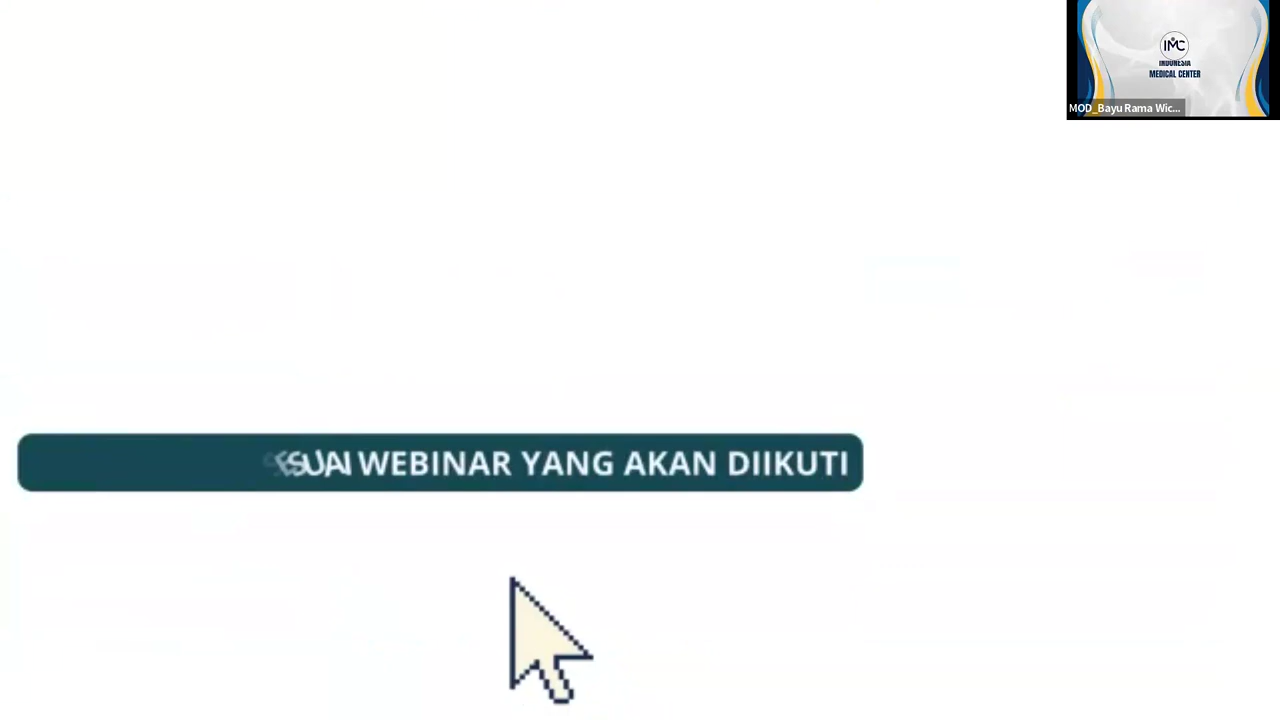 IMC
INDONESIA
MEDICAL CENTER
MOD_Bayu Rama Wic...
WEBINAR YANG AKAN DIIKUTI